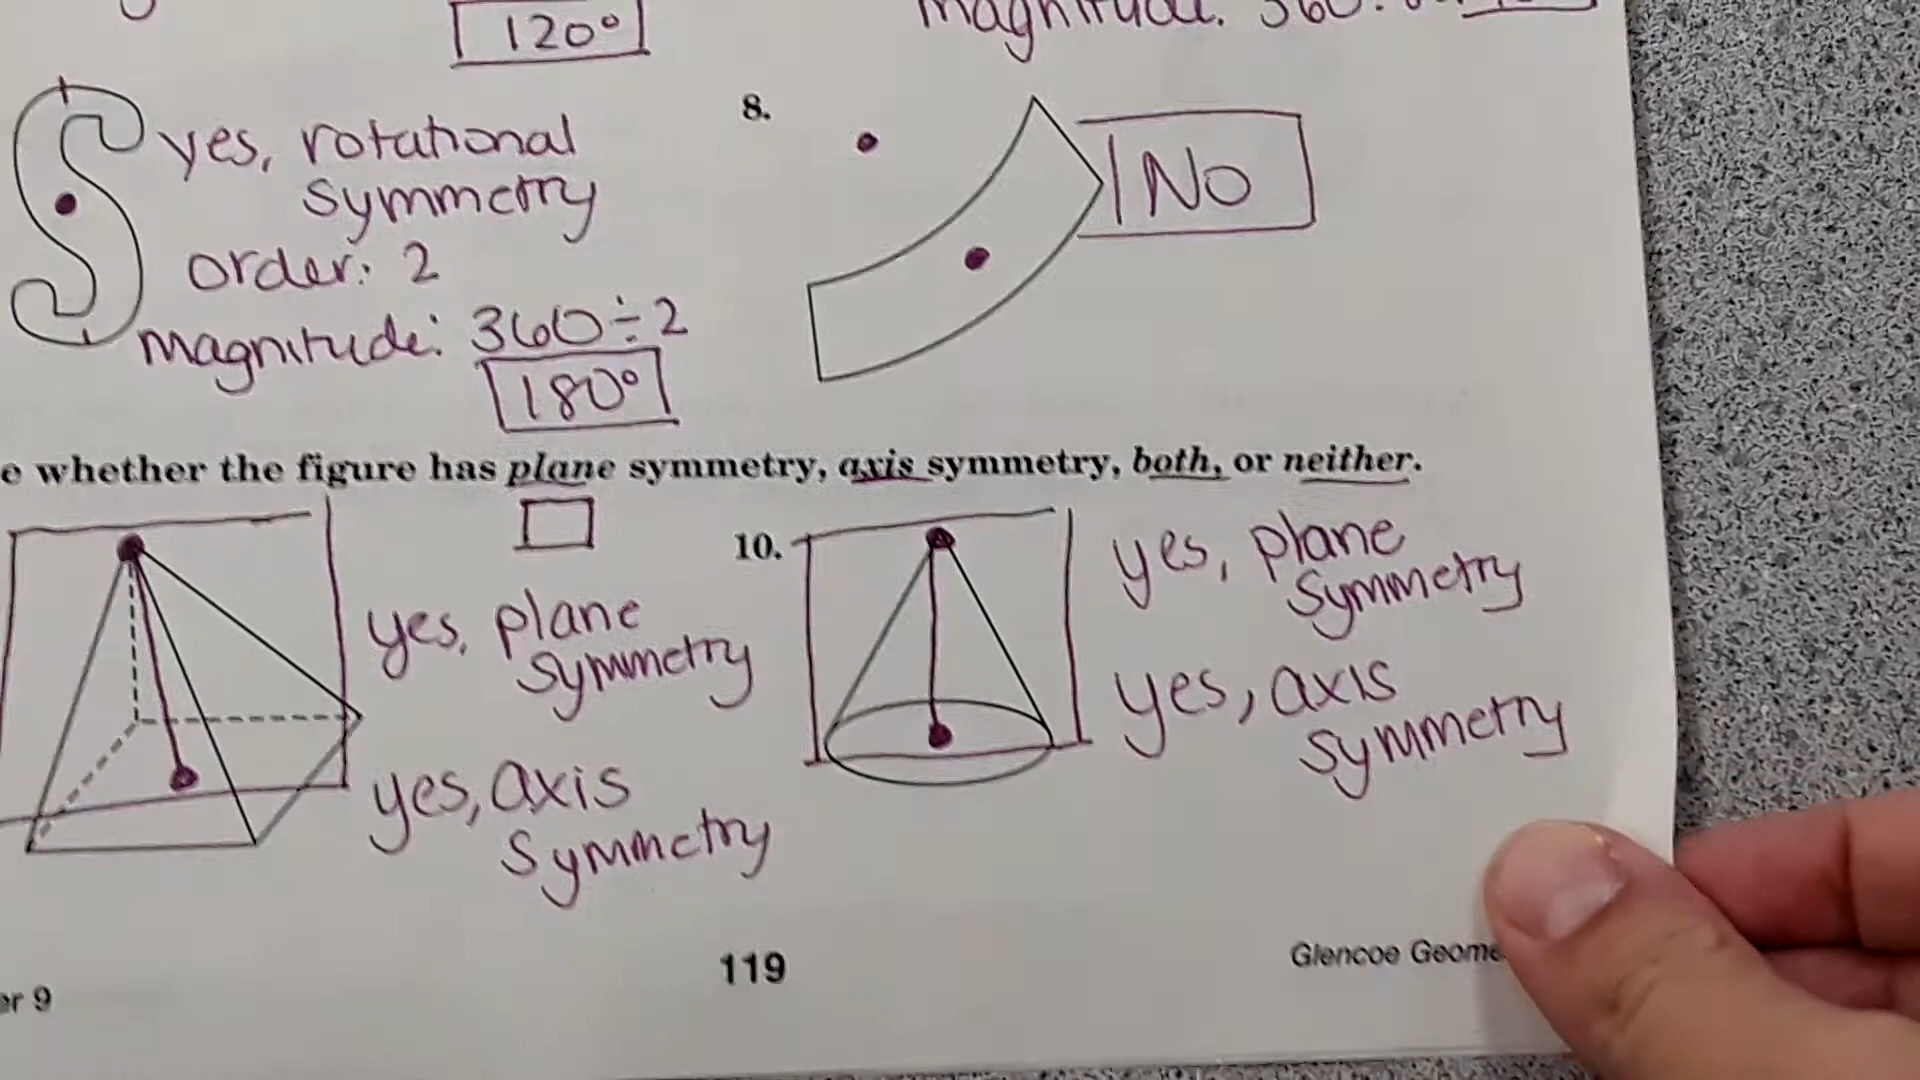 120°
magnitude: 360
yes, rotational
symmetry
order: 2
magnitude: 360÷2
180°
8.
No
e whether the figure has plane symmetry, axis symmetry, both, or neither.
yes, plane
symmetry
yes, axis
symmetry
10.
yes, plane
symmetry
yes, axis
symmetry
119
er 9
Glencoe Geome